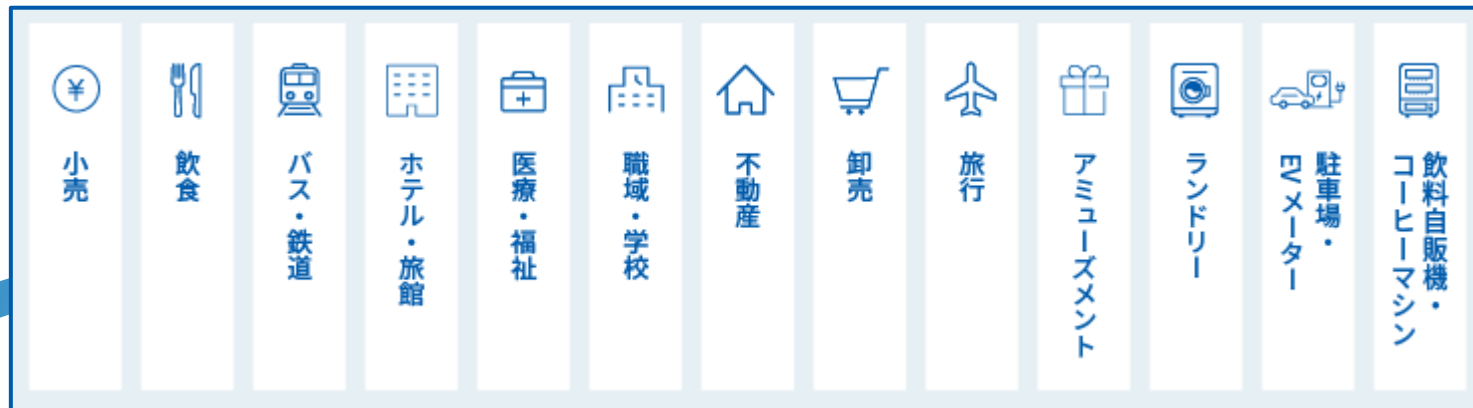 小売
飲食
バス・鉄道
ホテル・旅館
医療・福祉
職域・学校
不動産
卸売
旅行
アミューズメント
ランドリー
駐車場・
EVメーター
飲料自販機・
コーヒーマシン